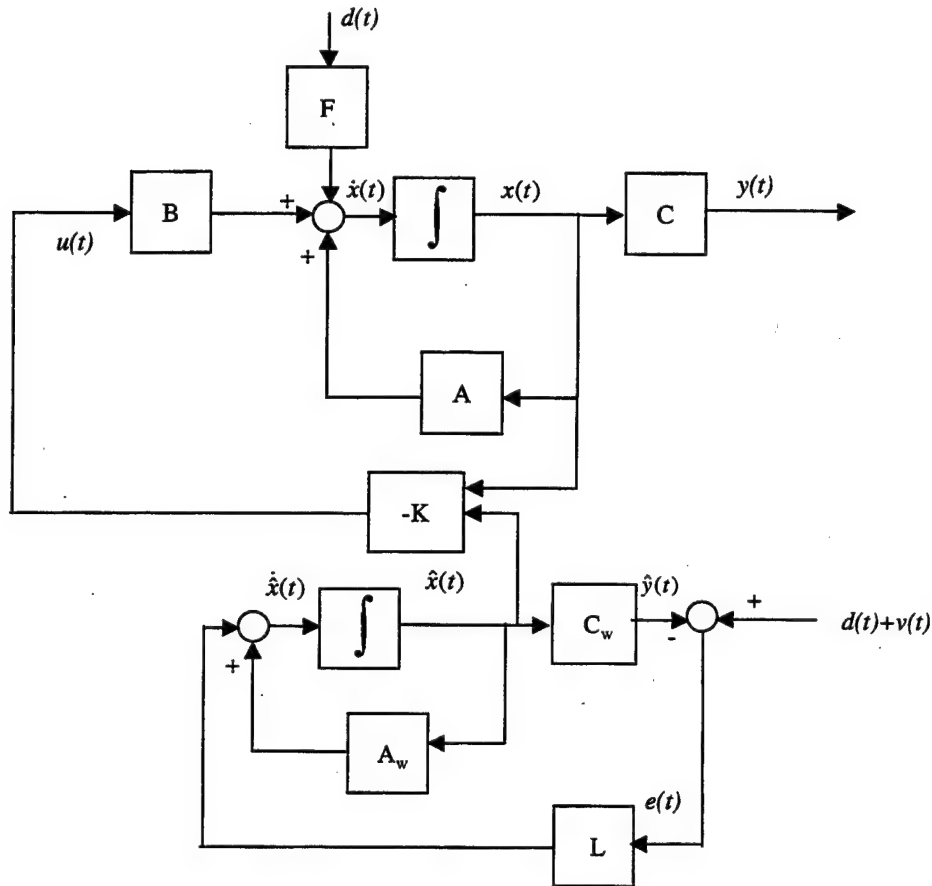 d(t)
F
ẋ(t)
x(t)
y(t)
B
+
∫
C
u(t)
+
A
-K
x̂̇(t)
x̂(t)
ŷ(t)
+
∫
C_w
-
d(t)+v(t)
+
A_w
e(t)
L